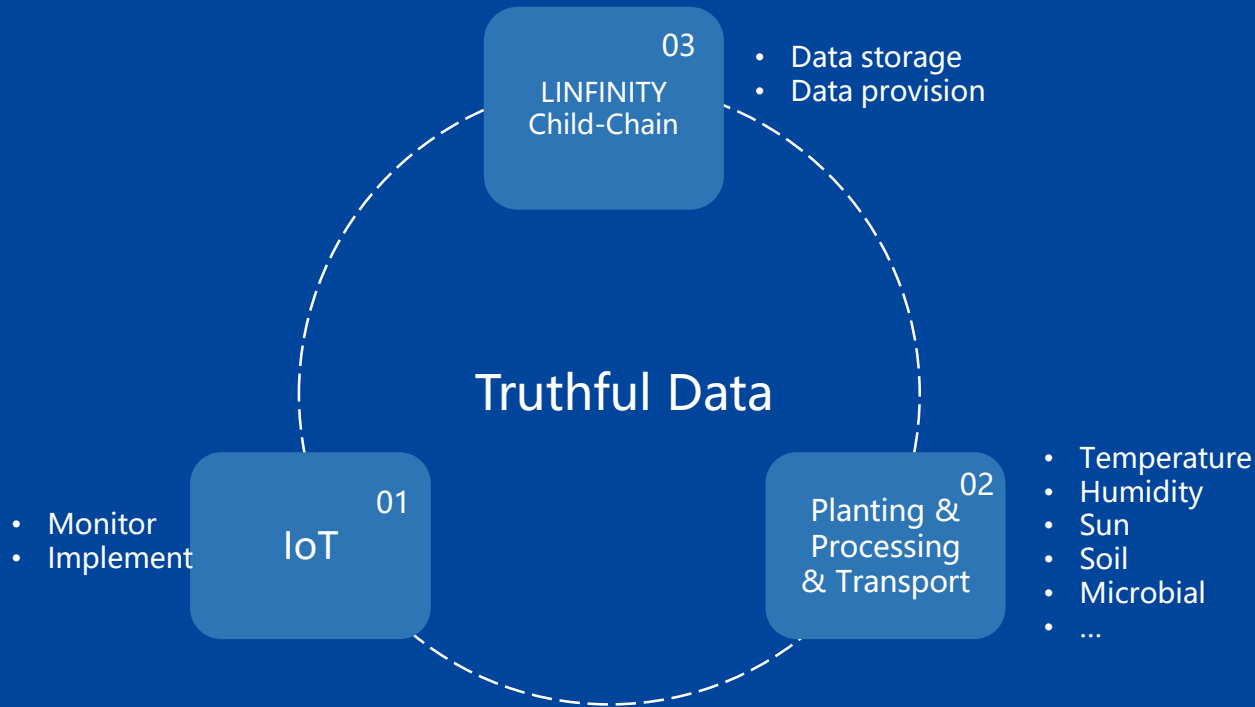 03
LINFINITY
Child-Chain
• Data storage
• Data provision
Truthful Data
01
IoT
• Monitor
• Implement
02
Planting &
Processing
& Transport
• Temperature
• Humidity
• Sun
• Soil
• Microbial
• ...